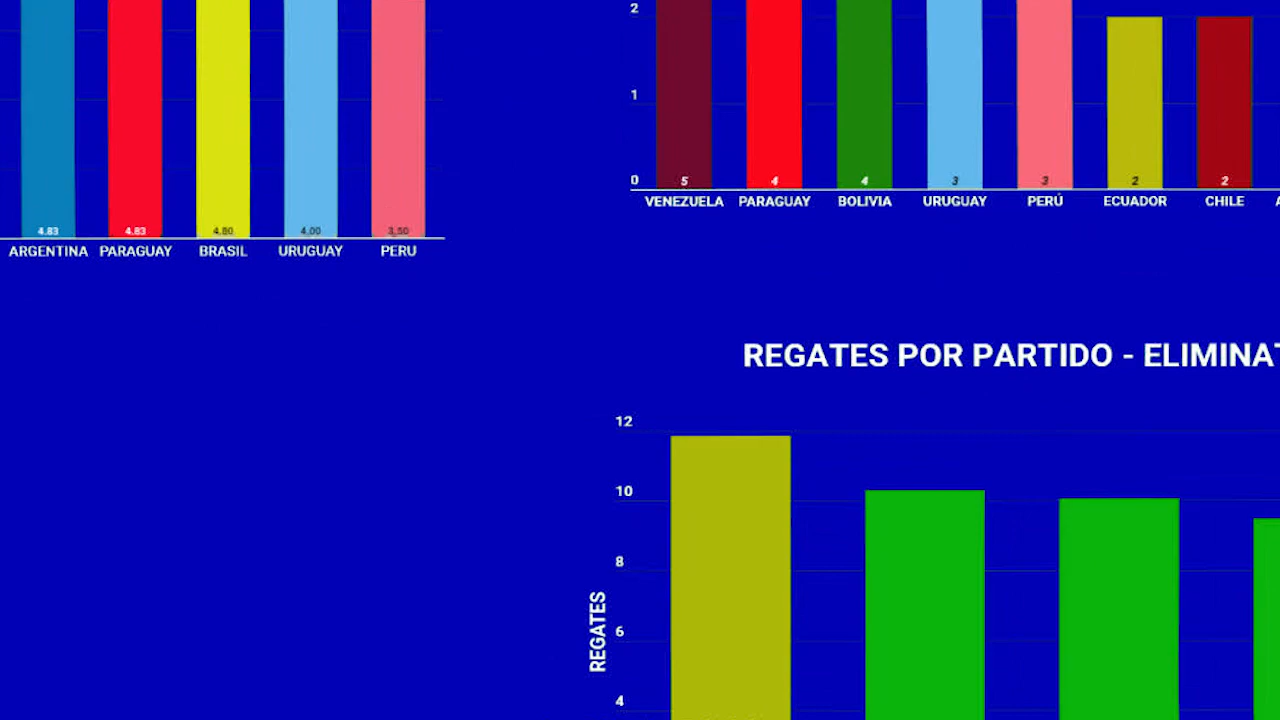 4.83 4.83 4.80 4.00 3.50
ARGENTINA PARAGUAY BRASIL URUGUAY PERU
2
1
0
5 4 4 3 3 2 2
VENEZUELA PARAGUAY BOLIVIA URUGUAY PERÚ ECUADOR CHILE
REGATES POR PARTIDO - ELIMINAT
12
10
8
6
4
REGATES